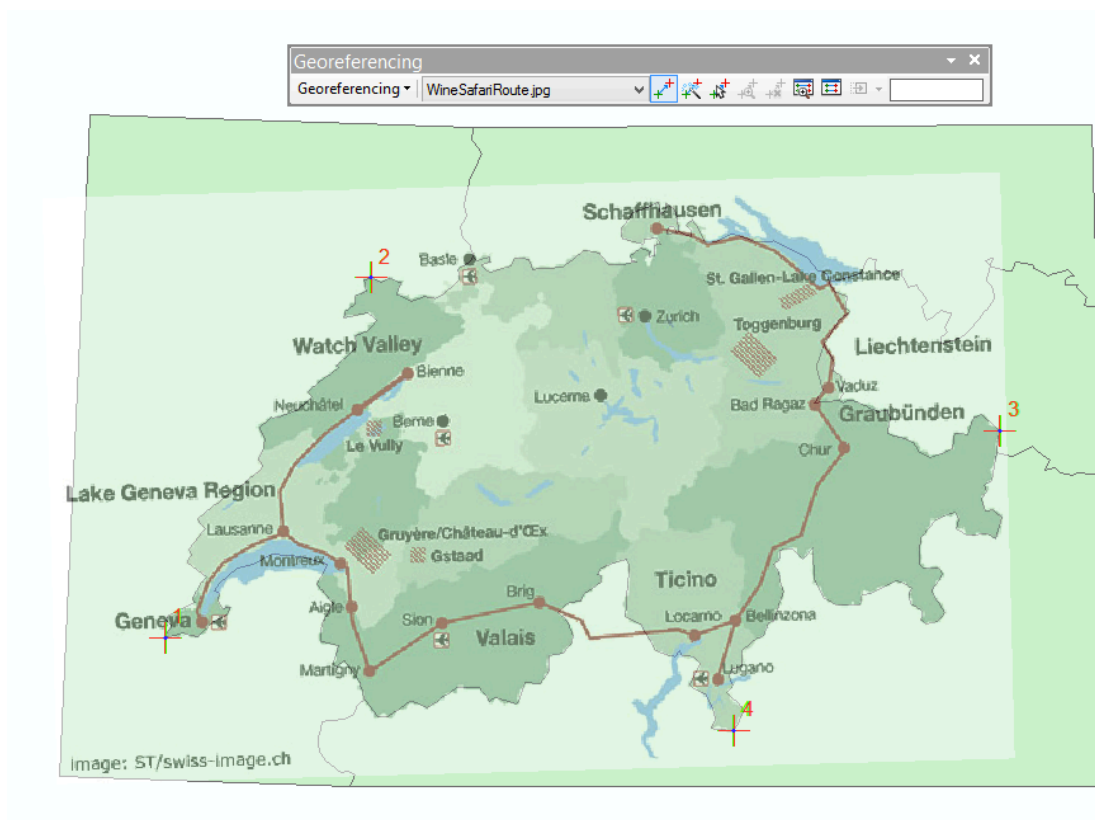 Georeferencing
Georeferencing WineSafariRoute.jpg
Schaffhausen
2
Basle
St. Gallen-Lake Constance
Zurich
Toggenburg
Watch Valley
Liechtenstein
Bienne
Vaduz
Lucerne
Neuchâtel
Bad Ragaz
Graubünden
3
Berne
Le Vully
Chur
Lake Geneva Region
Lausanne
Gruyère/Château-d'Œx
Montreux
Gstaad
Ticino
Brig
Aigle
1
Geneva
Sion
Locarno
Bellinzona
Valais
Martigny
Lugano
4
image: ST/swiss-image.ch